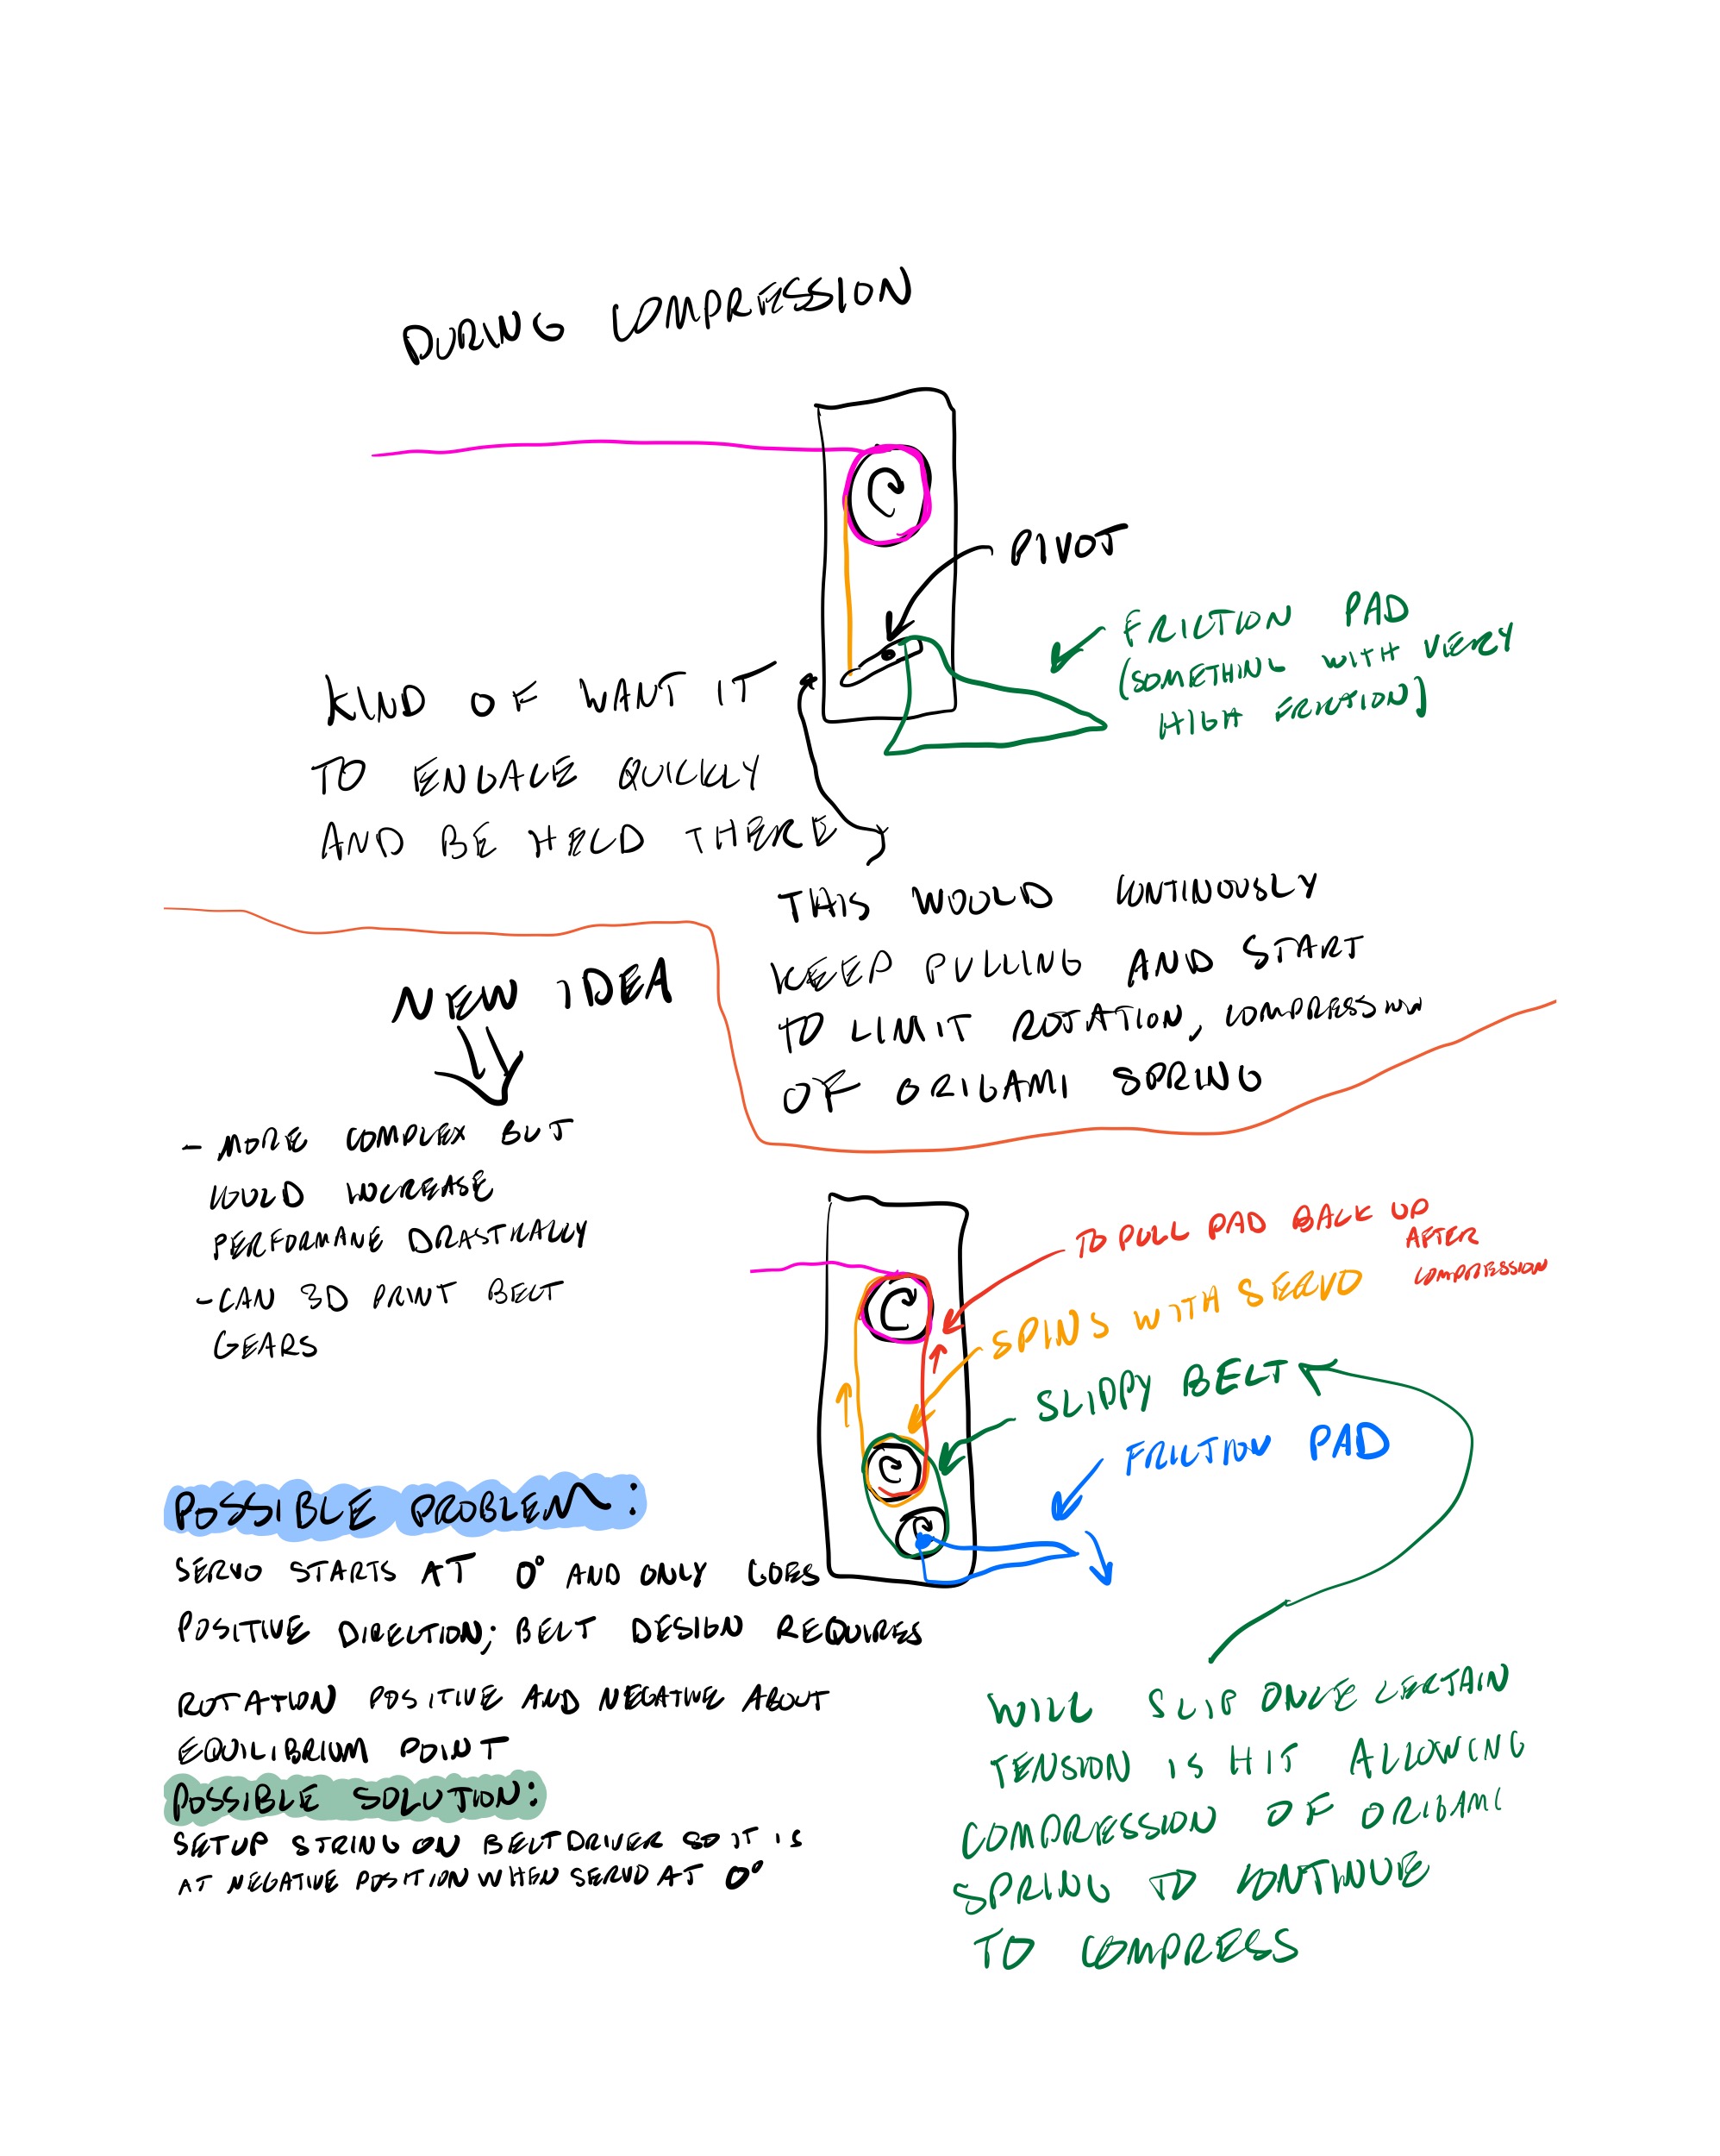 DURING COMPRESSION
PIVOT
FRICTION PAD
(SOMETHING WITH VERY
HIGH FRICTION)
KIND OF WANT IT
TO ENGAGE QUICKLY
AND BE HELD THERE
THIS WOULD CONTINOUSLY
KEEP PULLING AND START
TO LIMIT ROTATION, COMPRESSION
OF ORIGAMI SPRING
NEW IDEA
- MORE COMPLEX BUT
COULD INCREASE
PERFORMANE DRASTICALLY
- CAN 3D PRINT BELT
GEARS
TO PULL PAD BACK UP
AFTER
COMPRESSION
SPINS WITH SERVO
SLIPPY BELT
FRICTION PAD
POSSIBLE PROBLEM:
SERVO STARTS AT 0° AND ONLY GOES
POSITIVE DIRECTION; BELT DESIGN REQUIRES
ROTATION POSITIVE AND NEGATIVE ABOUT
EQUILIBRIUM POINT
POSSIBLE SOLUTION:
SETUP STRING ON BELT DRIVER SO IT IS
AT NEGATIVE POSITION WHEN SERVO AT 0°
WILL SLIP ONCE CERTAIN
TENSION IS HIT ALLOWING
COMPRESSION OF ORIGAMI
SPRING TO CONTINUE
TO COMPRESS